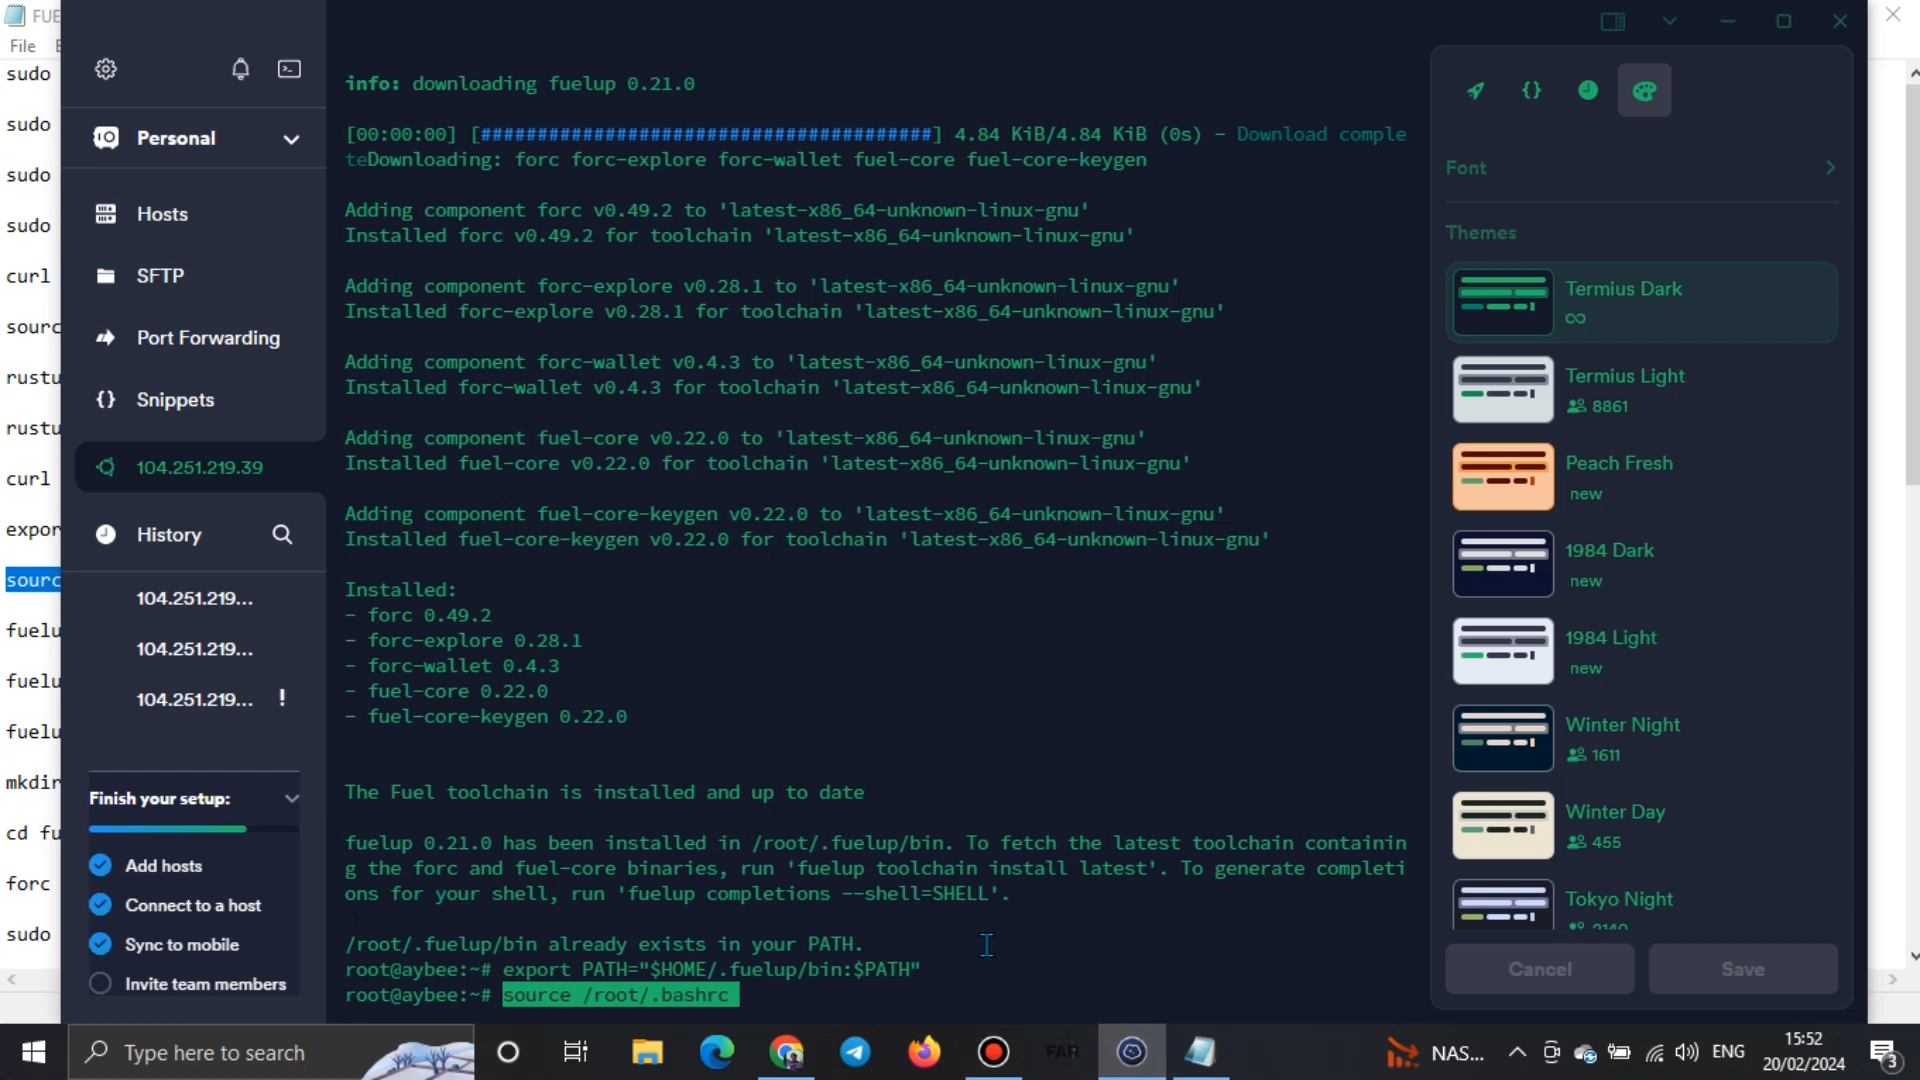 FUE
File
sudo
sudo
sudo
sudo
curl
sourc
rustu
rustu
curl
expor
sourc
fuelu
fuelu
fuelu
mkdir
cd fu
forc
sudo
Personal
Hosts
SFTP
Port Forwarding
Snippets
104.251.219.39
History
104.251.219...
104.251.219...
104.251.219... !
Finish your setup:
Add hosts
Connect to a host
Sync to mobile
Invite team members
info: downloading fuelup 0.21.0
[00:00:00] [########################################] 4.84 KiB/4.84 KiB (0s) - Download comple
teDownloading: forc forc-explore forc-wallet fuel-core fuel-core-keygen
Adding component forc v0.49.2 to 'latest-x86_64-unknown-linux-gnu'
Installed forc v0.49.2 for toolchain 'latest-x86_64-unknown-linux-gnu'
Adding component forc-explore v0.28.1 to 'latest-x86_64-unknown-linux-gnu'
Installed forc-explore v0.28.1 for toolchain 'latest-x86_64-unknown-linux-gnu'
Adding component forc-wallet v0.4.3 to 'latest-x86_64-unknown-linux-gnu'
Installed forc-wallet v0.4.3 for toolchain 'latest-x86_64-unknown-linux-gnu'
Adding component fuel-core v0.22.0 to 'latest-x86_64-unknown-linux-gnu'
Installed fuel-core v0.22.0 for toolchain 'latest-x86_64-unknown-linux-gnu'
Adding component fuel-core-keygen v0.22.0 to 'latest-x86_64-unknown-linux-gnu'
Installed fuel-core-keygen v0.22.0 for toolchain 'latest-x86_64-unknown-linux-gnu'
Installed:
- forc 0.49.2
- forc-explore 0.28.1
- forc-wallet 0.4.3
- fuel-core 0.22.0
- fuel-core-keygen 0.22.0
The Fuel toolchain is installed and up to date
fuelup 0.21.0 has been installed in /root/.fuelup/bin. To fetch the latest toolchain containin
g the forc and fuel-core binaries, run 'fuelup toolchain install latest'. To generate completi
ons for your shell, run 'fuelup completions --shell=SHELL'.
/root/.fuelup/bin already exists in your PATH.
root@aybee:~# export PATH="$HOME/.fuelup/bin:$PATH"
root@aybee:~# source /root/.bashrc
Font
Themes
Termius Dark
Termius Light
8861
Peach Fresh
new
1984 Dark
new
1984 Light
new
Winter Night
1611
Winter Day
455
Tokyo Night
2140
Cancel
Save
Type here to search
FAR
NAS...
ENG
15:52
20/02/2024
3